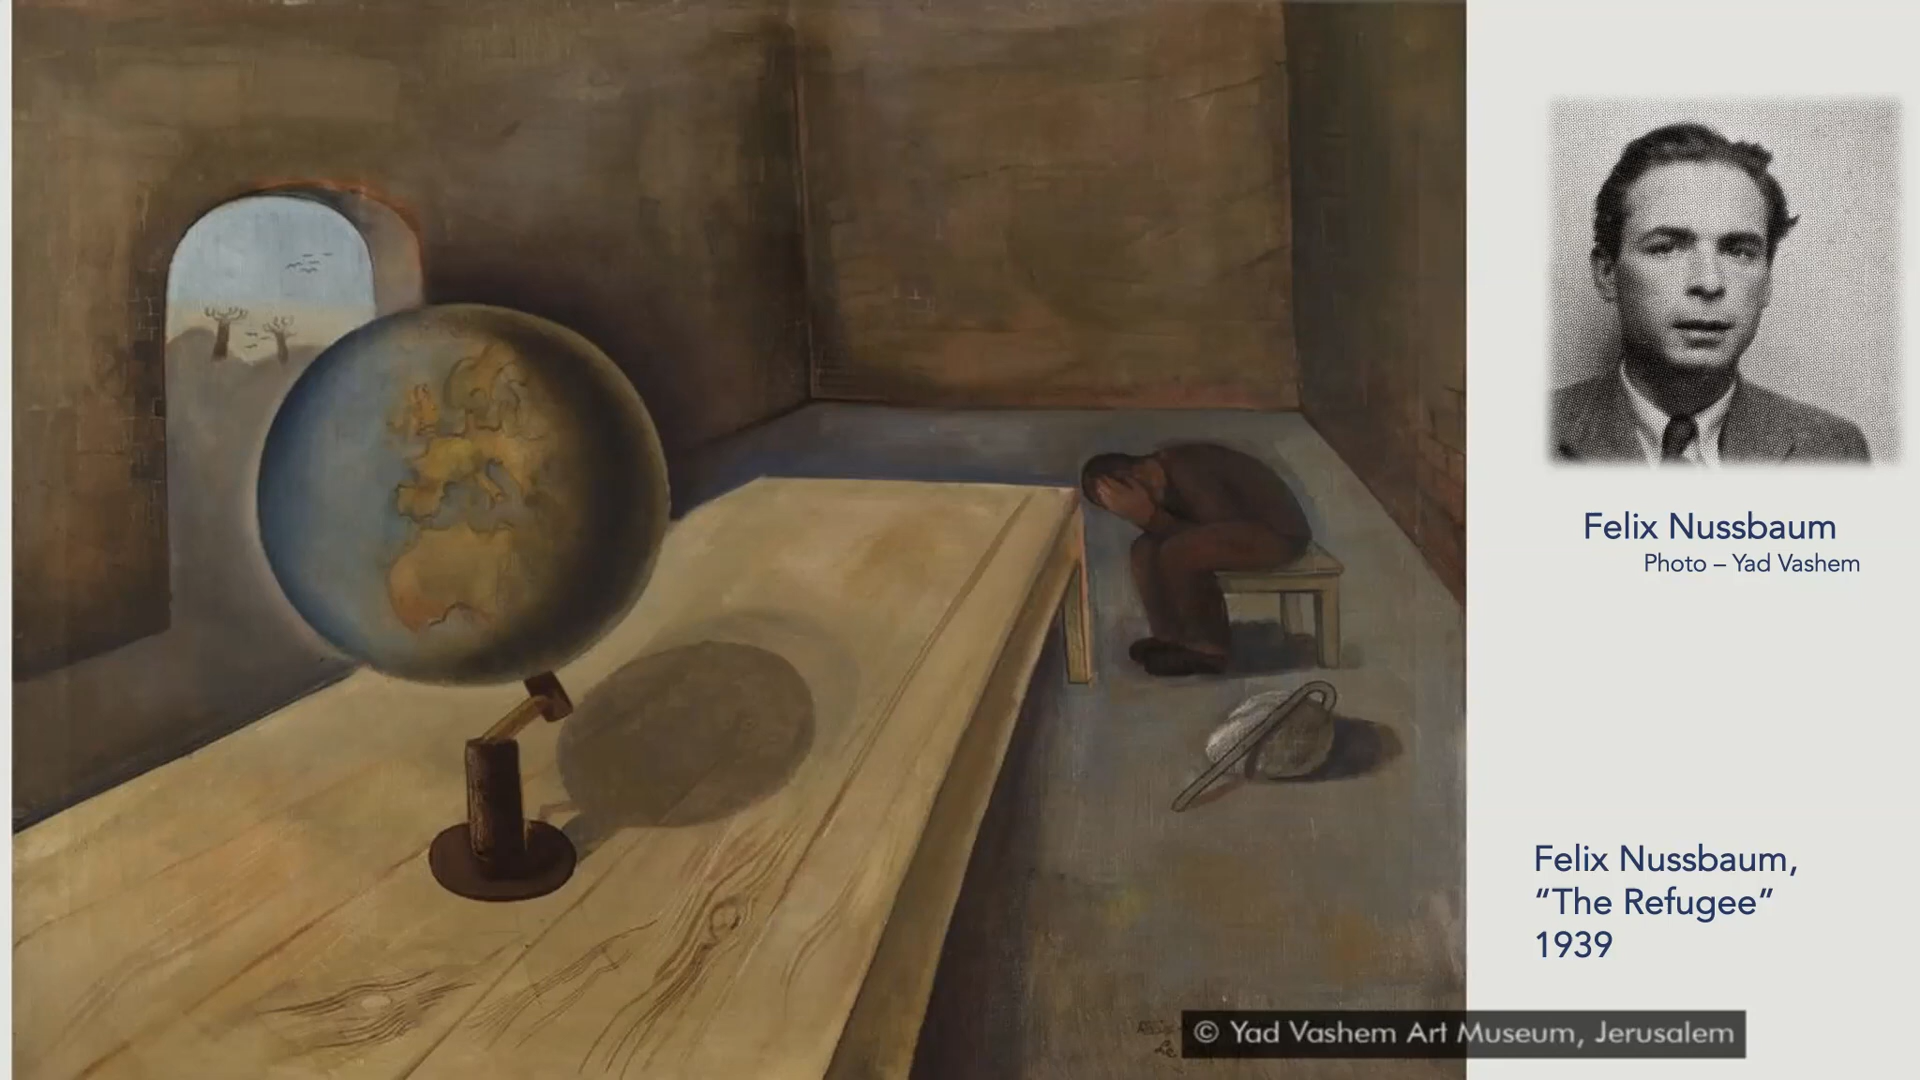 Felix Nussbaum
Photo – Yad Vashem
Felix Nussbaum,
“The Refugee”
1939
© Yad Vashem Art Museum, Jerusalem